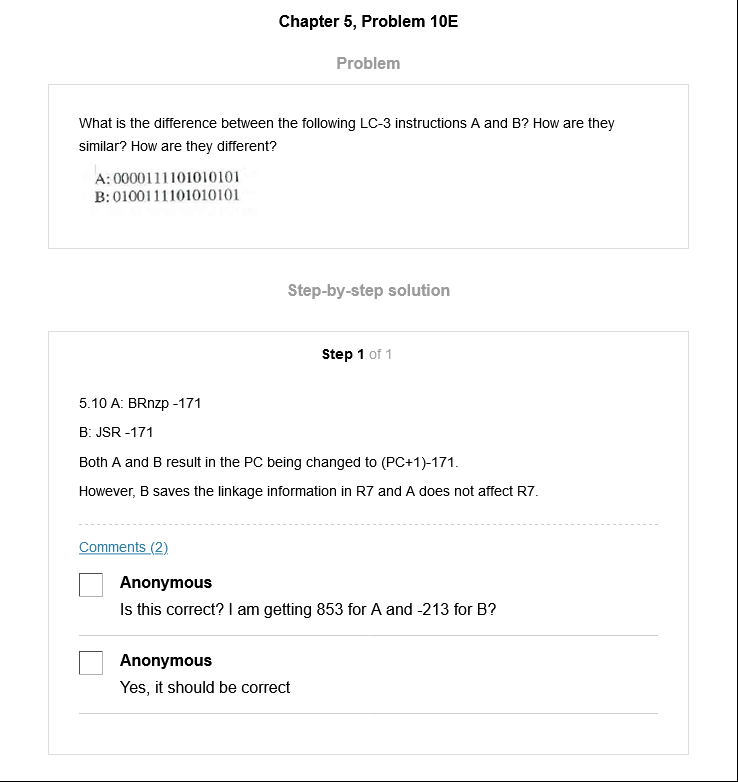 Chapter 5, Problem 10E
Problem
What is the difference between the following LC-3 instructions A and B? How are they
similar? How are they different?
A: 0000111101010101
B: 0100111101010101
Step-by-step solution
Step 1 of 1
5.10 A: BRnzp -171
B: JSR -171
Both A and B result in the PC being changed to (PC+1)-171.
However, B saves the linkage information in R7 and A does not affect R7.
Comments (2)
Anonymous
Is this correct? I am getting 853 for A and -213 for B?
Anonymous
Yes, it should be correct